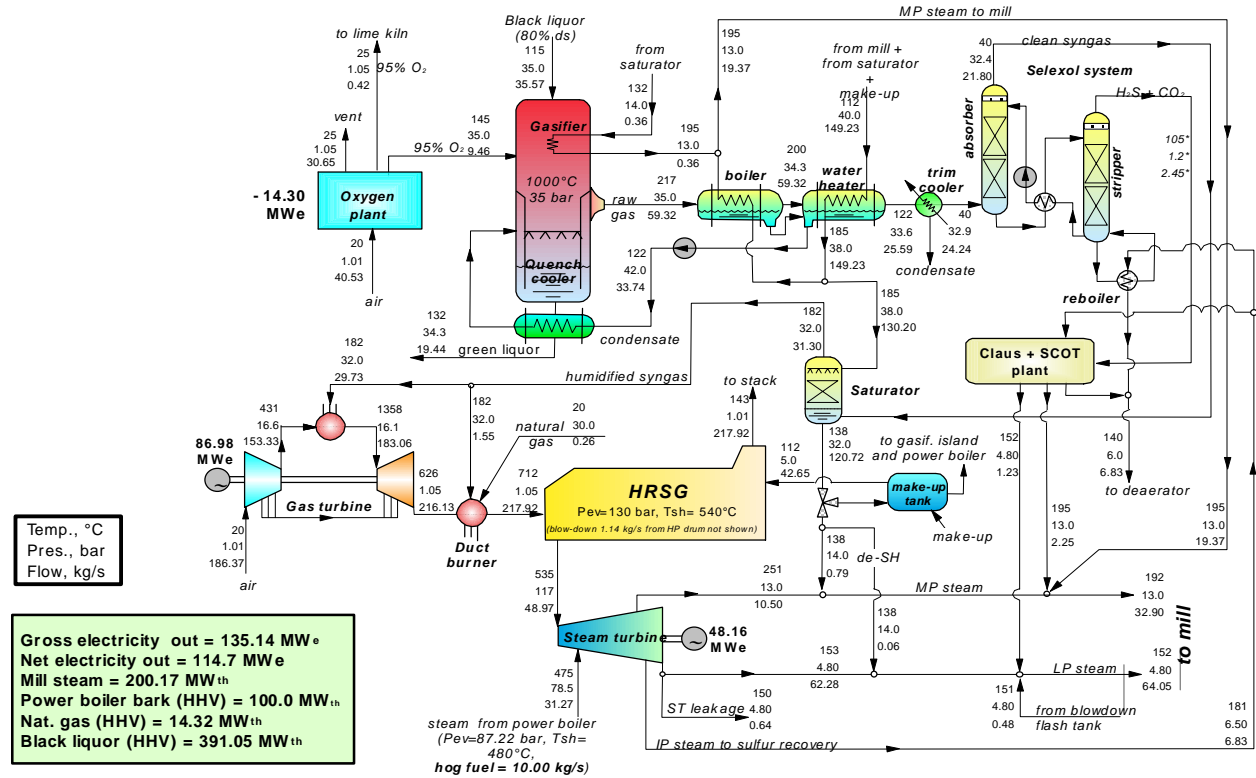 to lime kiln
25
1.05
0.42
95% O₂
vent
25
1.05
30.65
Oxygen
plant
- 14.30
MWe
20
1.01
40.53
air
145
35.0
9.46
95% O₂
Black liquor
(80% ds)
115
35.0
35.57
from
saturator
132
14.0
0.36
Gasifier
1000°C
35 bar
Quench
cooler
195
13.0
0.36
217
35.0
59.32
raw
gas
195
13.0
19.37
MP steam to mill
boiler
200
34.3
59.32
from mill +
from saturator
+
make-up
112
40.0
149.23
water
heater
trim
cooler
122
33.6
25.59
40
32.9
24.24
condensate
185
38.0
149.23
185
38.0
130.20
122
42.0
33.74
condensate
132
34.3
19.44
green liquor
40
32.4
21.80
clean syngas
Selexol system
H₂S + CO₂
absorber
stripper
105*
1.2*
2.45*
reboiler
Claus + SCOT
plant
182
32.0
31.30
Saturator
humidified syngas
182
32.0
29.73
182
32.0
1.55
20
30.0
0.26
natural
gas
to stack
143
1.01
217.92
431
16.6
153.33
1358
16.1
183.06
86.98
MWe
Gas turbine
626
1.05
216.13
20
1.01
186.37
air
Duct
burner
712
1.05
217.92
HRSG
Pev=130 bar, Tsh= 540°C
(blow-down 1.14 kg/s from HP drum not shown)
112
5.0
42.65
138
32.0
120.72
to gasif. island
and power boiler
make-up
tank
make-up
152
4.80
1.23
140
6.0
6.83
to deaerator
195
13.0
2.25
195
13.0
19.37
138
14.0
0.79
de-SH
138
14.0
0.06
535
117
48.97
251
13.0
10.50
MP steam
192
13.0
32.90
Steam turbine
48.16
MWe
153
4.80
62.28
LP steam
152
4.80
64.05
to mill
150
4.80
0.64
ST leakage
151
4.80
0.48
from blowdown
flash tank
475
78.5
31.27
steam from power boiler
(Pev=87.22 bar, Tsh=
480°C,
hog fuel = 10.00 kg/s)
IP steam to sulfur recovery
181
6.50
6.83
Temp., °C
Pres., bar
Flow, kg/s
Gross electricity out = 135.14 MWe
Net electricity out = 114.7 MWe
Mill steam = 200.17 MWth
Power boiler bark (HHV) = 100.0 MWth
Nat. gas (HHV) = 14.32 MWth
Black liquor (HHV) = 391.05 MWth